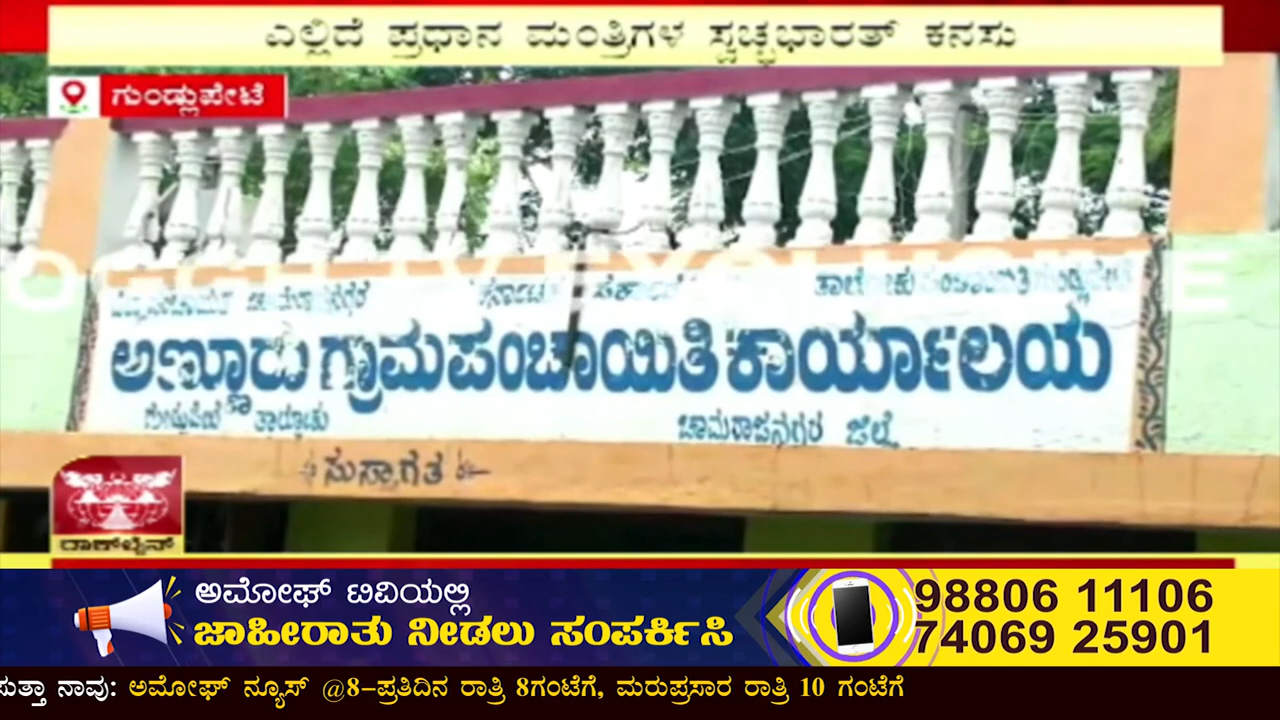 ಎಲ್ಲಿದೆ ಪ್ರಧಾನ ಮಂತ್ರಿಗಳ ಸ್ವಚ್ಛಭಾರತ್ ಕನಸು
ಗುಂಡ್ಲುಪೇಟೆ
ಅಣ್ಣೂರು ಗ್ರಾಮಪಂಚಾಯಿತಿ ಕಾರ್ಯಾಲಯ
ಚಾಮರಾಜನಗರ ಜಿಲ್ಲೆ
ಸುಸ್ವಾಗತ
ಅಮೋಘ್ ಟಿವಿಯಲ್ಲಿ
ಜಾಹೀರಾತು ನೀಡಲು ಸಂಪರ್ಕಿಸಿ
98806 11106
74069 25901
ನಾವು: ಅಮೋಘ್ ನ್ಯೂಸ್ @8-ಪ್ರತಿದಿನ ರಾತ್ರಿ 8ಗಂಟೆಗೆ, ಮರುಪ್ರಸಾರ ರಾತ್ರಿ 10 ಗಂಟೆಗೆ